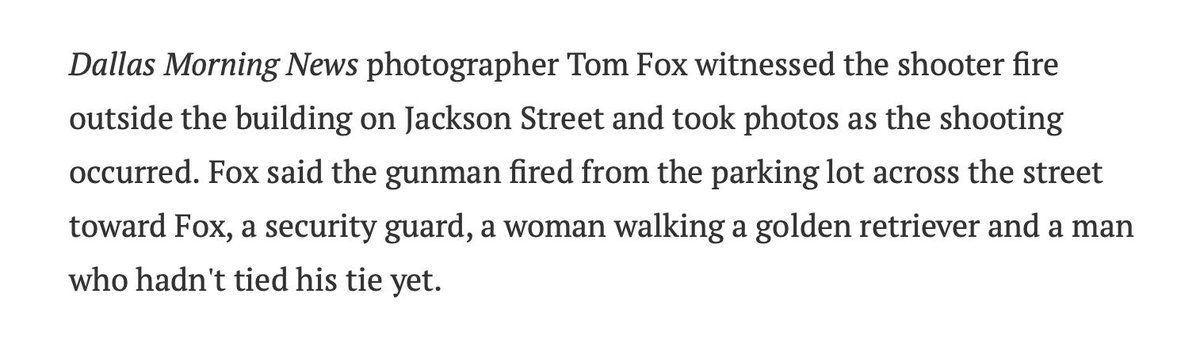 Dallas Morning News photographer Tom Fox witnessed the shooter fire
outside the building on Jackson Street and took photos as the shooting
occurred. Fox said the gunman fired from the parking lot across the street
toward Fox, a security guard, a woman walking a golden retriever and a man
who hadn't tied his tie yet.